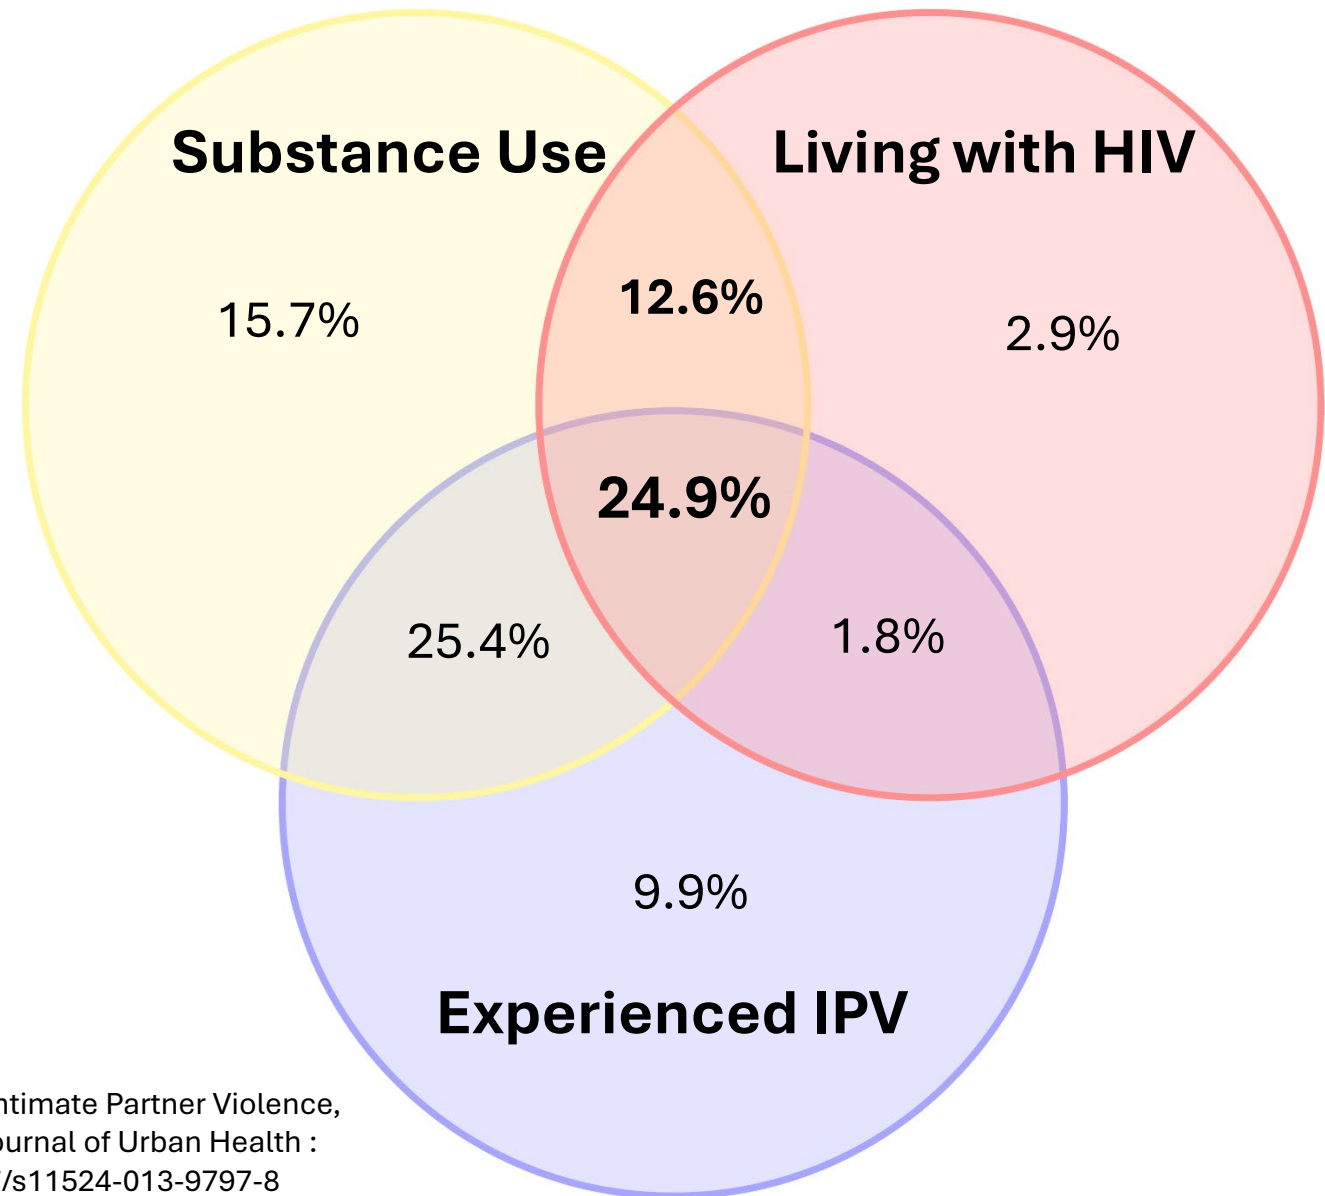 Substance Use
Living with HIV
15.7%
12.6%
2.9%
24.9%
25.4%
1.8%
9.9%
Experienced IPV
ntimate Partner Violence,
ournal of Urban Health :
/s11524-013-9797-8